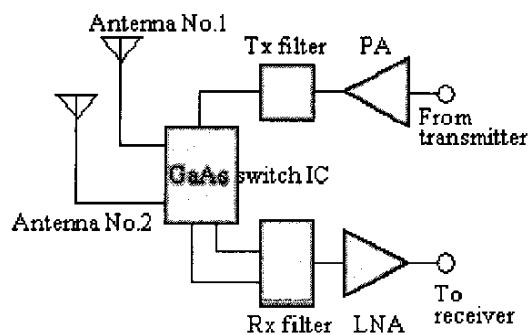 Antenna No.1
Tx filter
PA
From
transmitter
GaAs switch IC
Antenna No.2
To
receiver
Rx filter
LNA